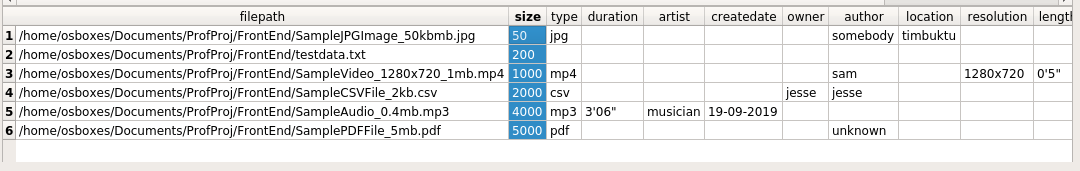 filepath size type duration artist createdate owner author location resolution length
1 /home/osboxes/Documents/ProfProj/FrontEnd/SampleJPGImage_50kbmb.jpg 50 jpg somebody timbuktu
2 /home/osboxes/Documents/ProfProj/FrontEnd/testdata.txt 200
3 /home/osboxes/Documents/ProfProj/FrontEnd/SampleVideo_1280x720_1mb.mp4 1000 mp4 sam 1280x720 0'5"
4 /home/osboxes/Documents/ProfProj/FrontEnd/SampleCSVFile_2kb.csv 2000 csv jesse jesse
5 /home/osboxes/Documents/ProfProj/FrontEnd/SampleAudio_0.4mb.mp3 4000 mp3 3'06" musician 19-09-2019
6 /home/osboxes/Documents/ProfProj/FrontEnd/SamplePDFFile_5mb.pdf 5000 pdf unknown